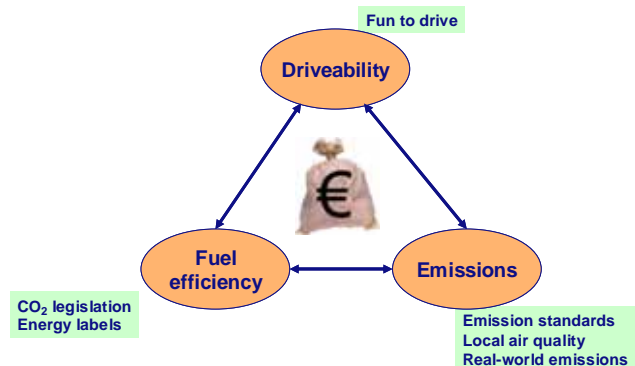 Fun to drive
Driveability
€
Fuel
efficiency
Emissions
CO₂ legislation
Energy labels
Emission standards
Local air quality
Real-world emissions